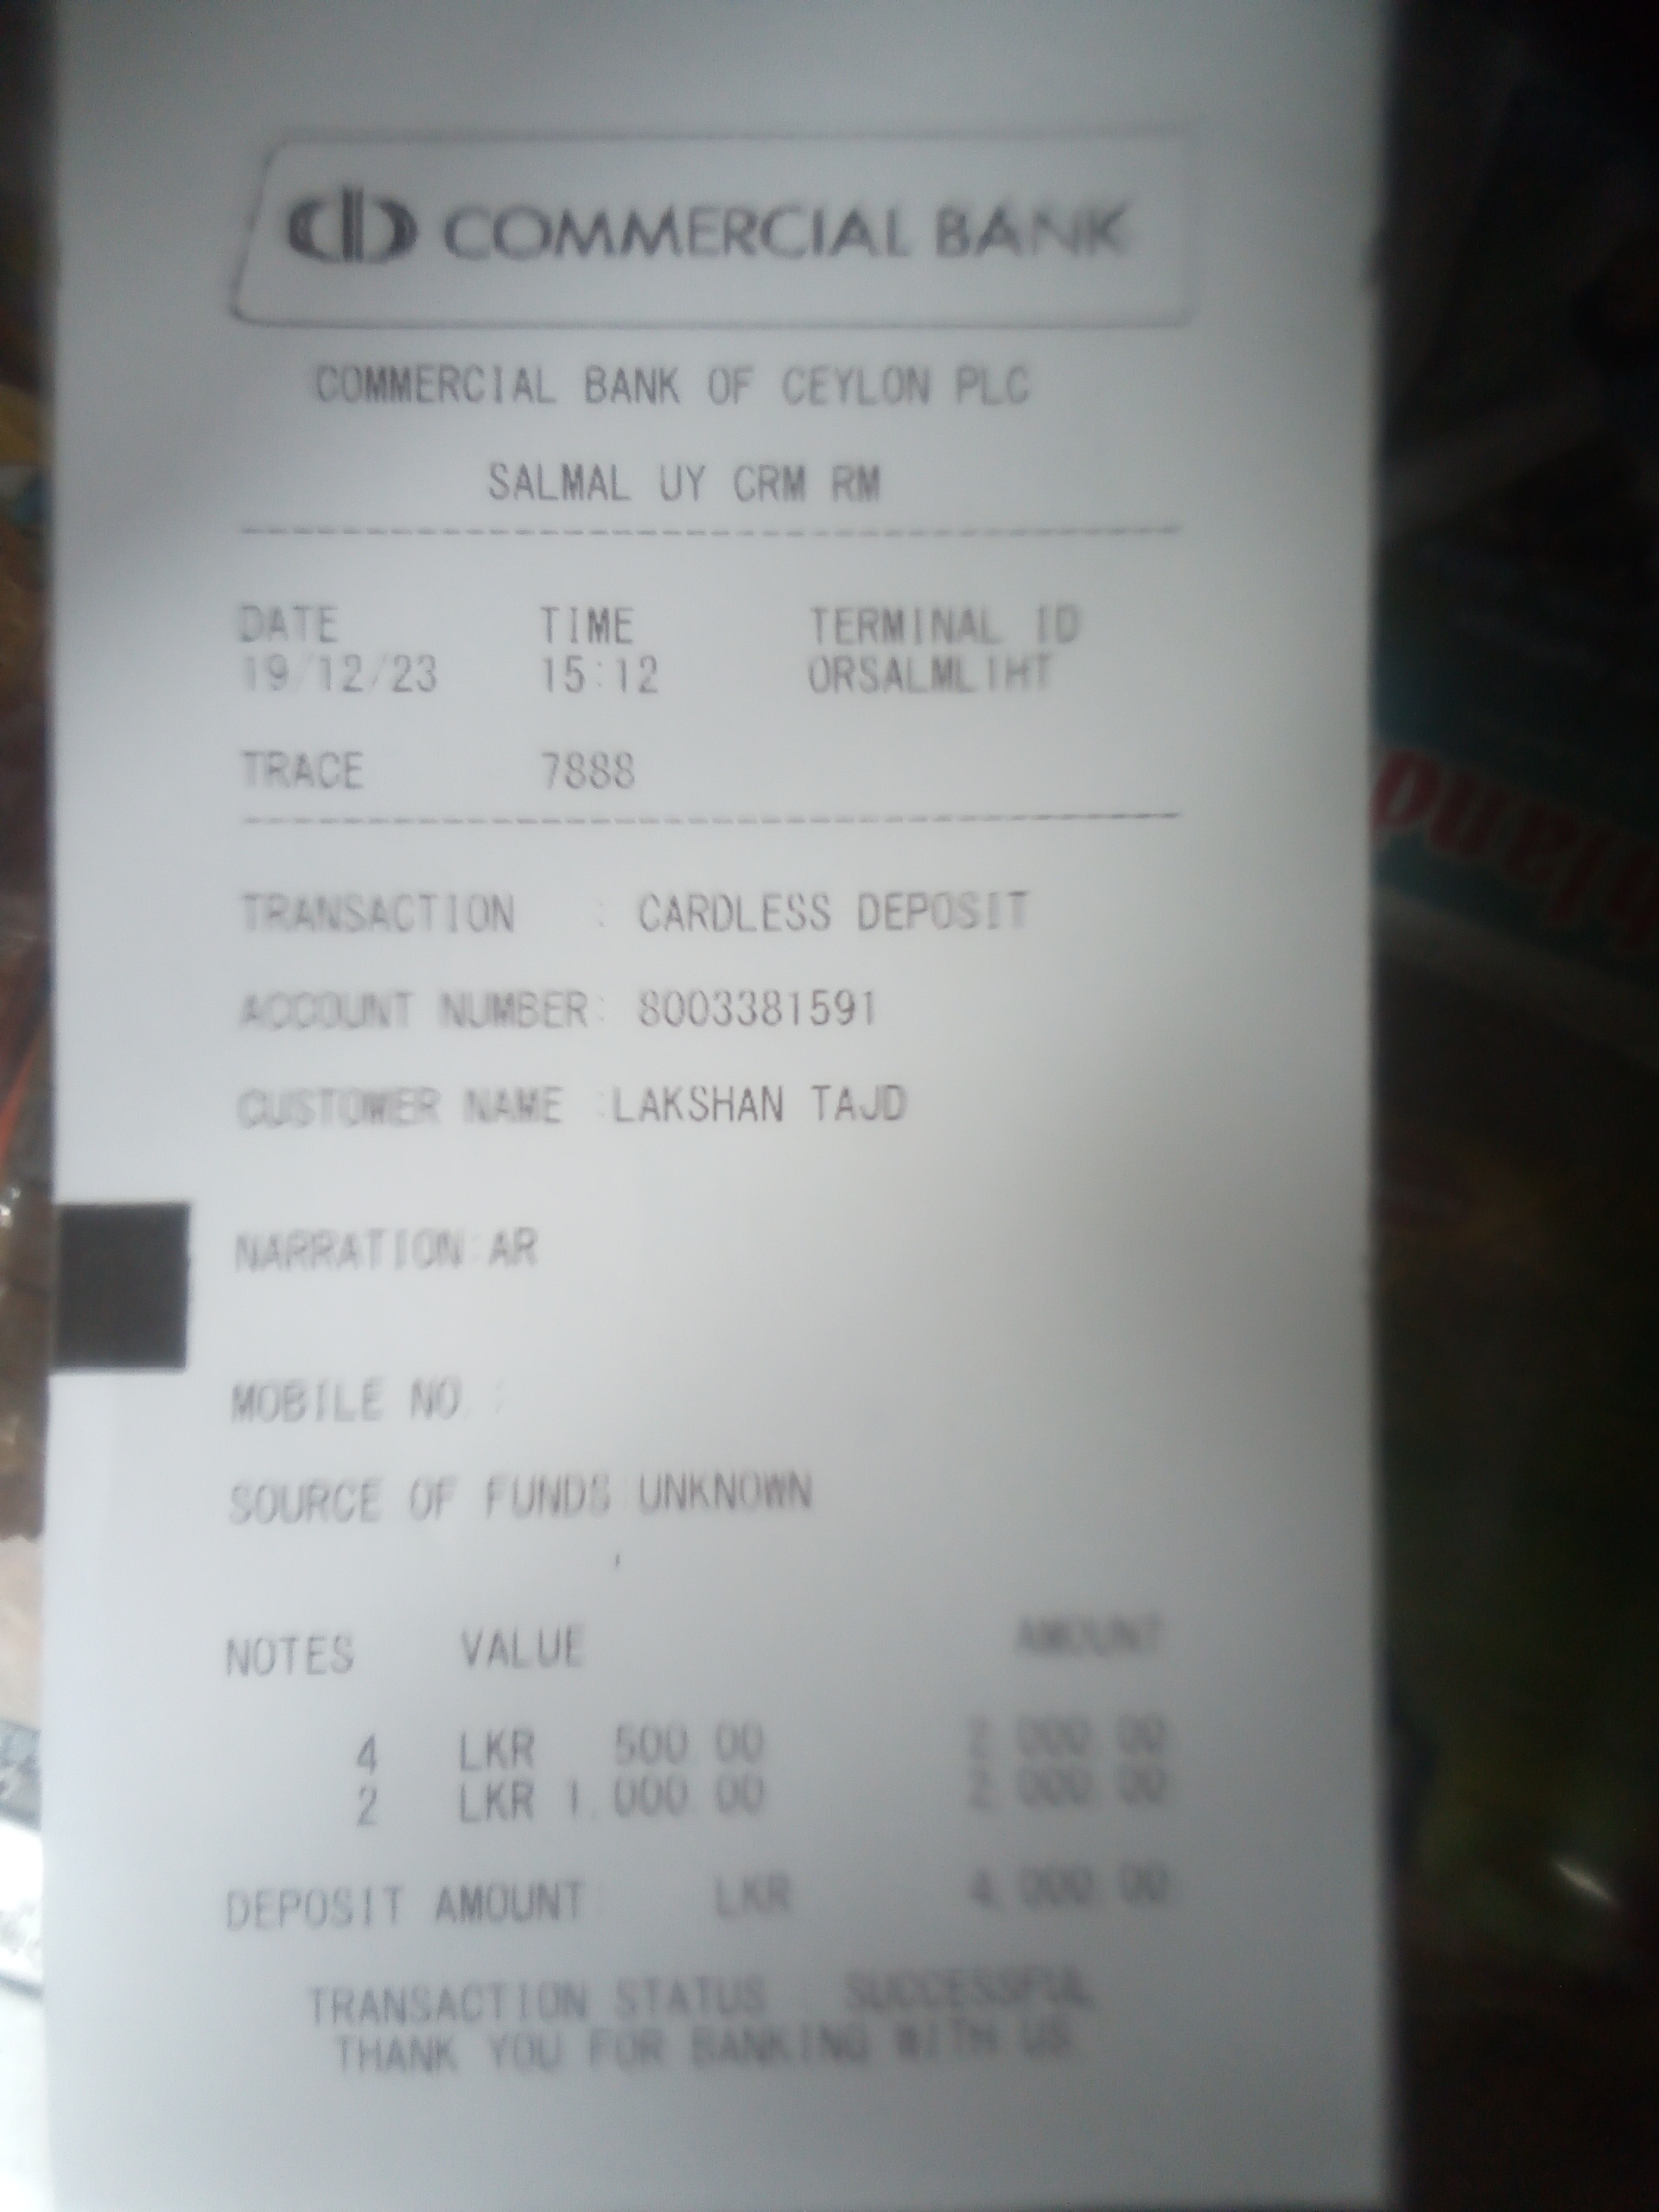 COMMERCIAL BANK
COMMERCIAL BANK OF CEYLON PLC
SALMAL UY CRM RM
DATE TIME TERMINAL ID
19/12/23 15:12 ORSALML1HT
TRACE 7888
TRANSACTION : CARDLESS DEPOSIT
ACCOUNT NUMBER: 8003381591
CUSTOMER NAME :LAKSHAN TAJD
NARRATION:AR
MOBILE NO.:
SOURCE OF FUNDS:UNKNOWN
NOTES VALUE AMOUNT
4 LKR 500.00 2,000.00
2 LKR 1,000.00 2,000.00
DEPOSIT AMOUNT: LKR 4,000.00
TRANSACTION STATUS : SUCCESSFUL
THANK YOU FOR BANKING WITH US